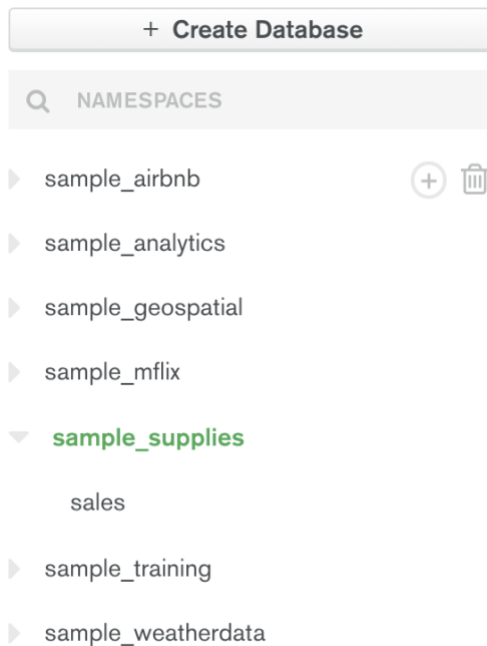 + Create Database
NAMESPACES
sample_airbnb
sample_analytics
sample_geospatial
sample_mflix
sample_supplies
sales
sample_training
sample_weatherdata